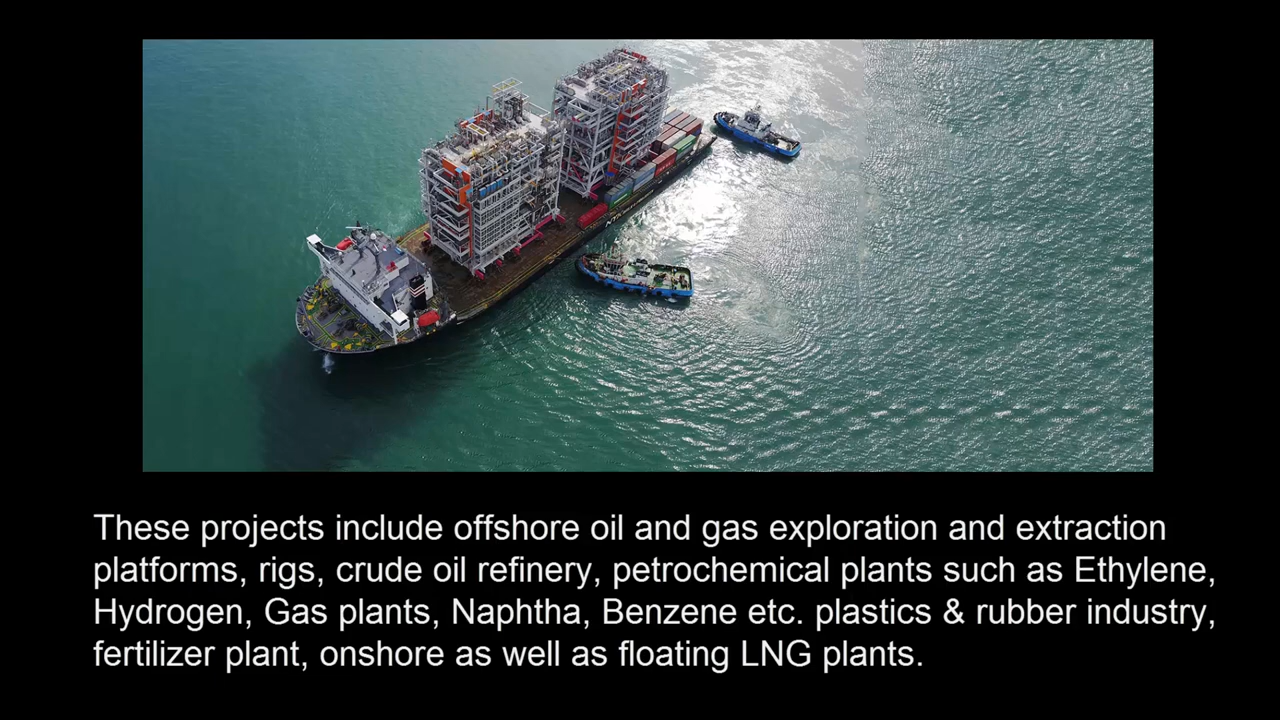 These projects include offshore oil and gas exploration and extraction
platforms, rigs, crude oil refinery, petrochemical plants such as Ethylene,
Hydrogen, Gas plants, Naphtha, Benzene etc. plastics & rubber industry,
fertilizer plant, onshore as well as floating LNG plants.